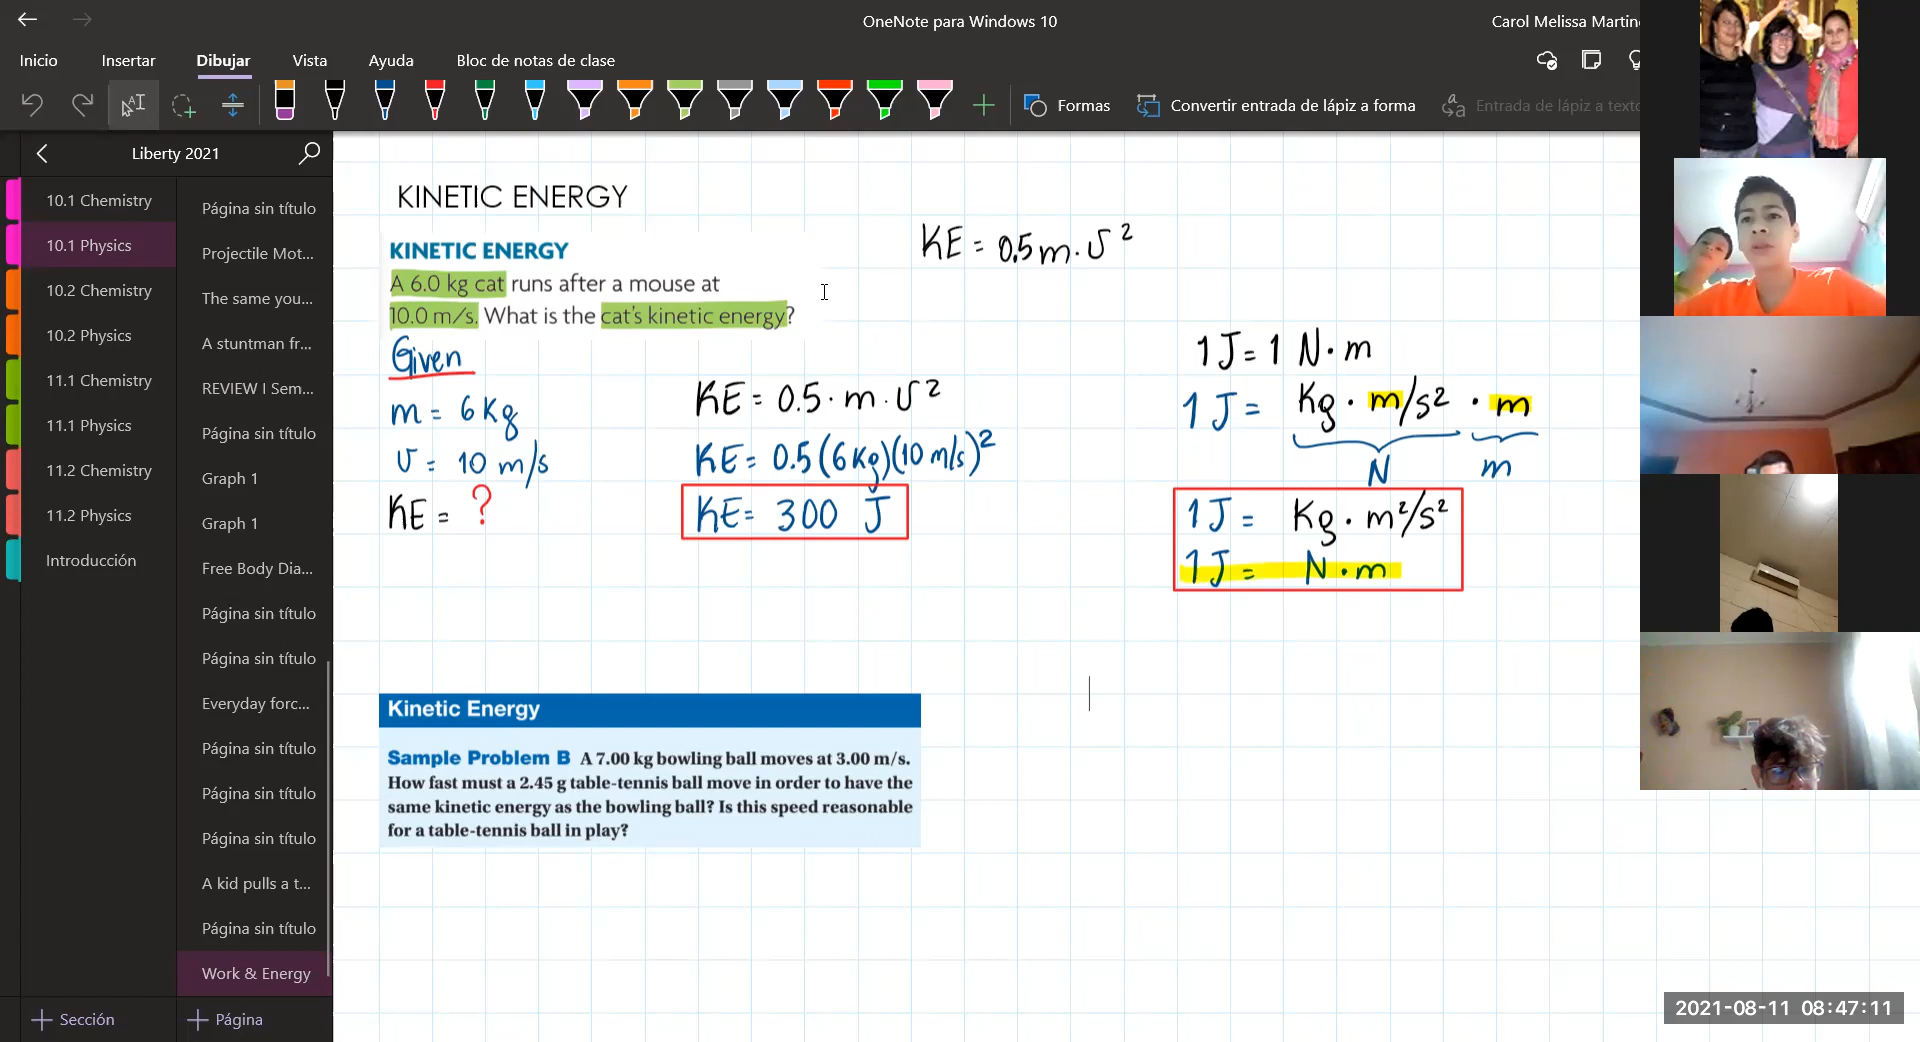 OneNote para Windows 10
Carol Melissa Martin
Inicio
Insertar
Dibujar
Vista
Ayuda
Bloc de notas de clase
Formas
Convertir entrada de lápiz a forma
Entrada de lápiz a texto
Liberty 2021
10.1 Chemistry
10.1 Physics
10.2 Chemistry
10.2 Physics
11.1 Chemistry
11.1 Physics
11.2 Chemistry
11.2 Physics
Introducción
Sección
Página sin título
Projectile Mot...
The same you...
A stuntman fr...
REVIEW I Sem...
Página sin título
Graph 1
Graph 1
Free Body Dia...
Página sin título
Página sin título
Everyday forc...
Página sin título
Página sin título
Página sin título
A kid pulls a t...
Página sin título
Work & Energy
Página
KINETIC ENERGY
KINETIC ENERGY
A 6.0 kg cat runs after a mouse at
10.0 m/s. What is the cat's kinetic energy?
Given
m = 6 Kg
v = 10 m/s
KE = ?
KE = 0.5 m · v²
KE = 0.5 · m · v²
KE = 0.5 (6 Kg)(10 m/s)²
KE = 300 J
1 J = 1 N · m
1 J = Kg · m/s² · m
N m
1 J = Kg · m²/s²
1 J = N · m
Kinetic Energy
Sample Problem B A 7.00 kg bowling ball moves at 3.00 m/s.
How fast must a 2.45 g table-tennis ball move in order to have the
same kinetic energy as the bowling ball? Is this speed reasonable
for a table-tennis ball in play?
2021-08-11 08:47:11